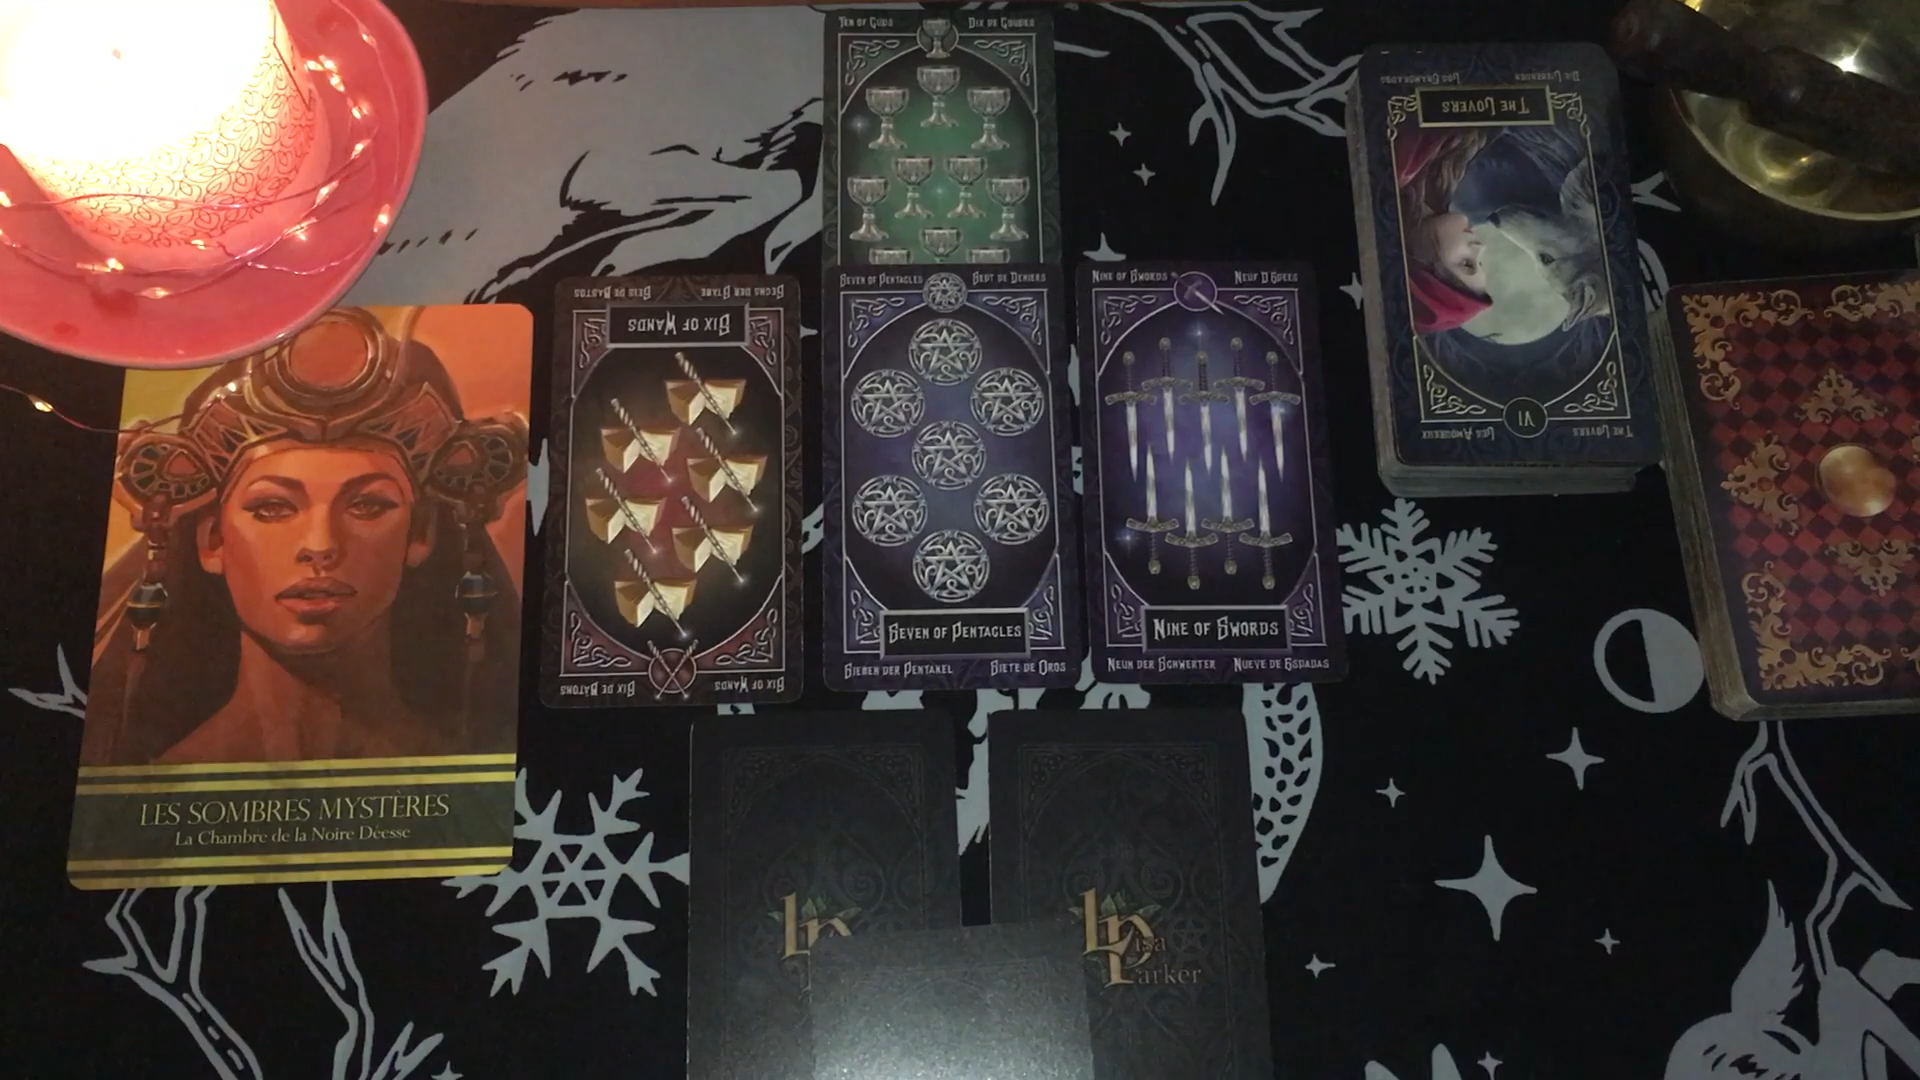 TEN OF CUPS DIX DE COUPES
LOS ENAMORADOS DIE LIEBENDEN
THE LOVERS
VI
THE LOVERS LES AMOUREUX
SEIS DE BASTOS SECHS DER STÄBE
SIX OF WANDS
SIX DE BÂTONS SIX OF WANDS
SEVEN OF PENTACLES SEPT DE DENIERS
SEVEN OF PENTACLES
SIEBEN DER PENTAKEL SIETE DE OROS
NINE OF SWORDS NEUF D'ÉPÉES
NINE OF SWORDS
NEUN DER SCHWERTER NUEVE DE ESPADAS
LES SOMBRES MYSTÈRES
La Chambre de la Noire Déesse
LP
Lisa
Parker